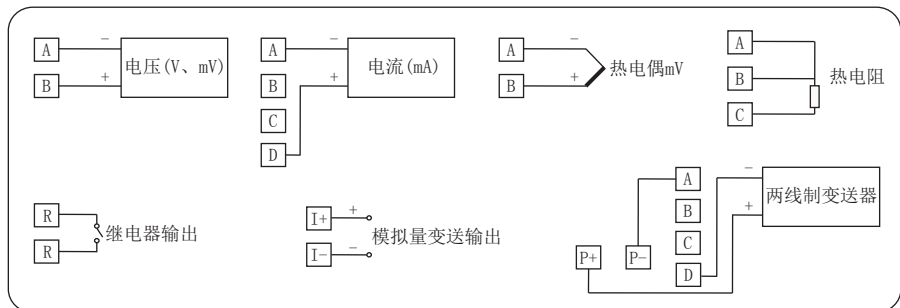 A
−
电压(V、mV)
B
+
A
−
电流(mA)
B
+
C
D
A
−
热电偶mV
B
+
A
B
热电阻
C
R
继电器输出
R
I+
+
模拟量变送输出
I-
−
A
−
两线制变送器
B
+
C
P+
P-
D